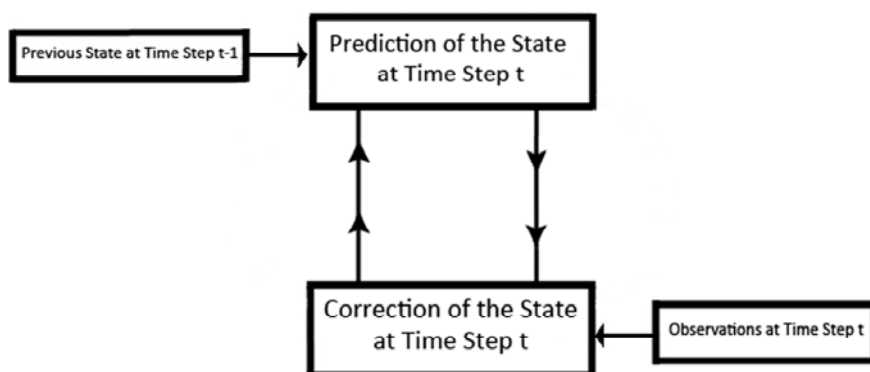 Previous State at Time Step t-1
Prediction of the State
at Time Step t
Correction of the State
at Time Step t
Observations at Time Step t